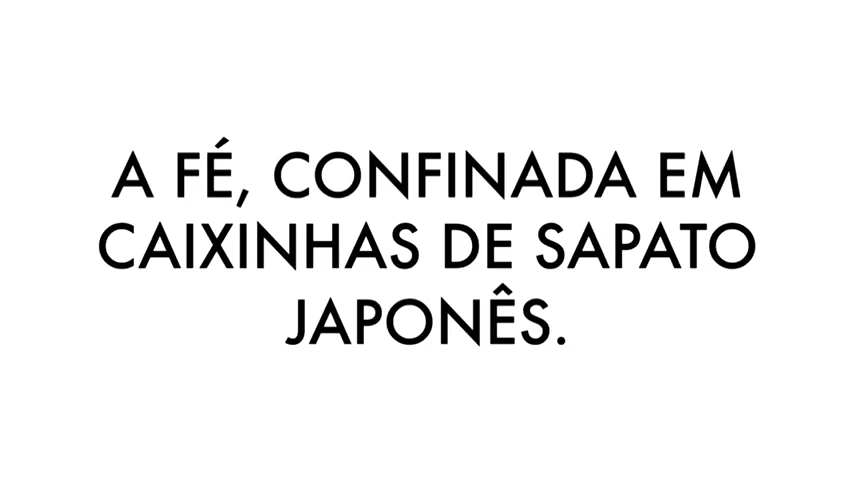 A FÉ, CONFINADA EM
CAIXINHAS DE SAPATO
JAPONÊS.